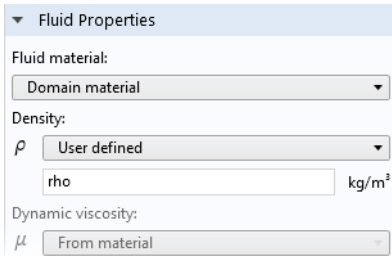 Fluid Properties
Fluid material:
Domain material
Density:
ρ User defined
rho kg/m³
Dynamic viscosity:
μ From material